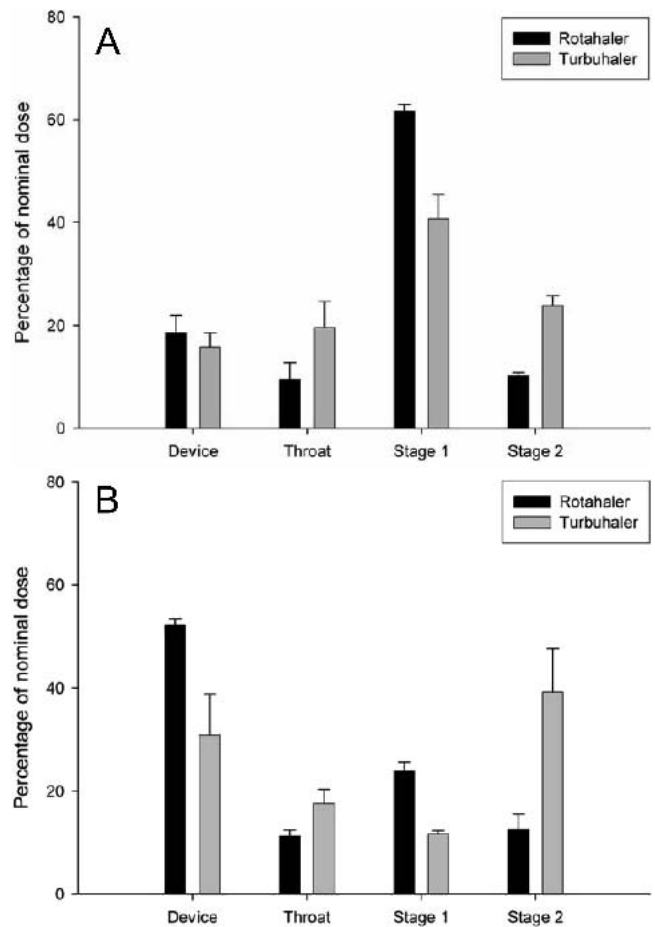 80
A
Rotahaler
Turbuhaler
60
Percentage of nominal dose
40
20
0
Device Throat Stage 1 Stage 2
80
B
Rotahaler
Turbuhaler
60
Percentage of nominal dose
40
20
0
Device Throat Stage 1 Stage 2